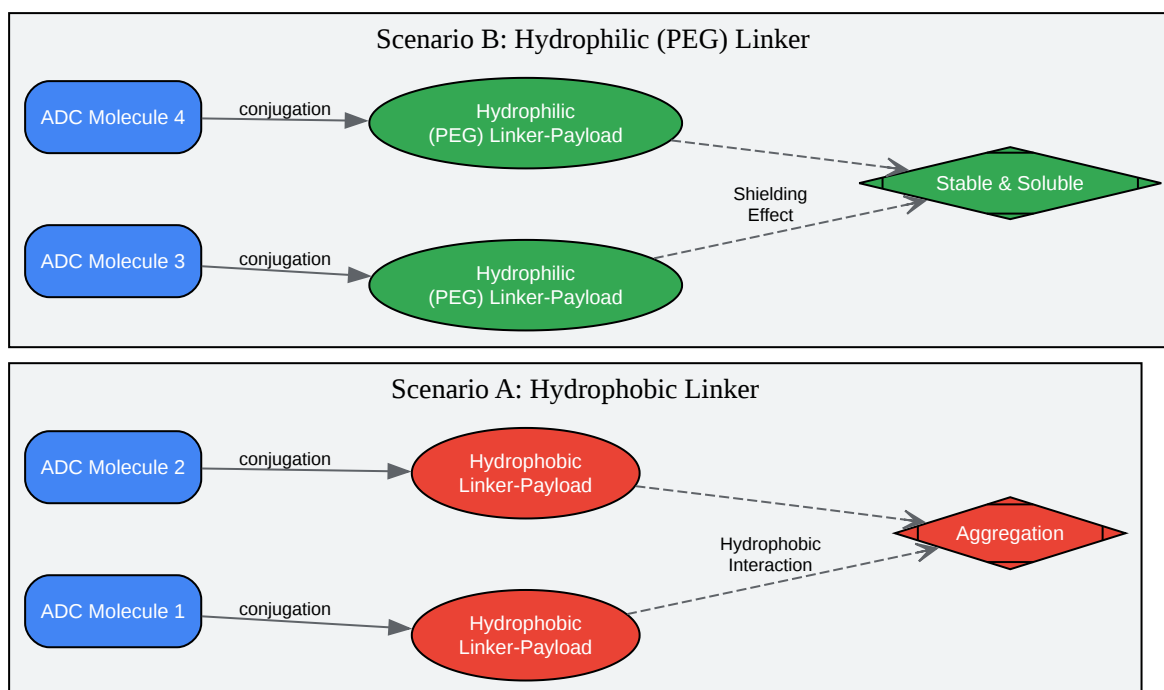 Scenario B: Hydrophilic (PEG) Linker
ADC Molecule 4
conjugation
Hydrophilic
(PEG) Linker-Payload
Stable & Soluble
Shielding
Effect
ADC Molecule 3
conjugation
Hydrophilic
(PEG) Linker-Payload
Scenario A: Hydrophobic Linker
ADC Molecule 2
conjugation
Hydrophobic
Linker-Payload
Aggregation
Hydrophobic
Interaction
ADC Molecule 1
conjugation
Hydrophobic
Linker-Payload